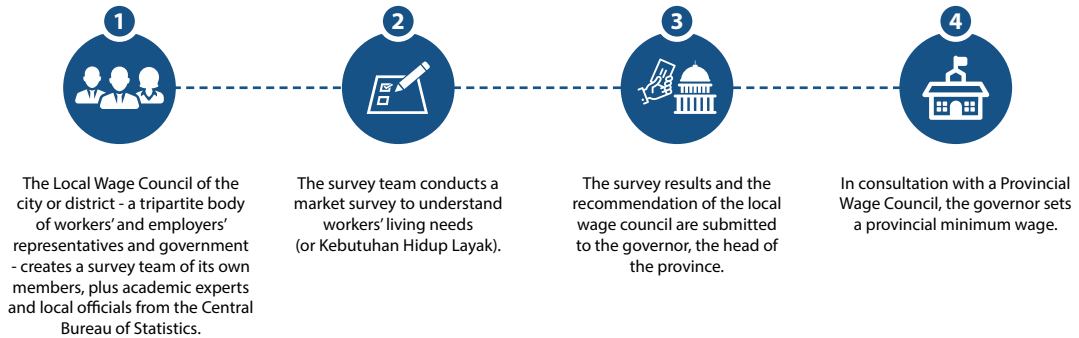 1
The Local Wage Council of the
city or district - a tripartite body
of workers' and employers'
representatives and government
- creates a survey team of its own
members, plus academic experts
and local officials from the Central
Bureau of Statistics.
2
The survey team conducts a
market survey to understand
workers' living needs
(or Kebutuhan Hidup Layak).
3
The survey results and the
recommendation of the local
wage council are submitted
to the governor, the head of
the province.
4
In consultation with a Provincial
Wage Council, the governor sets
a provincial minimum wage.